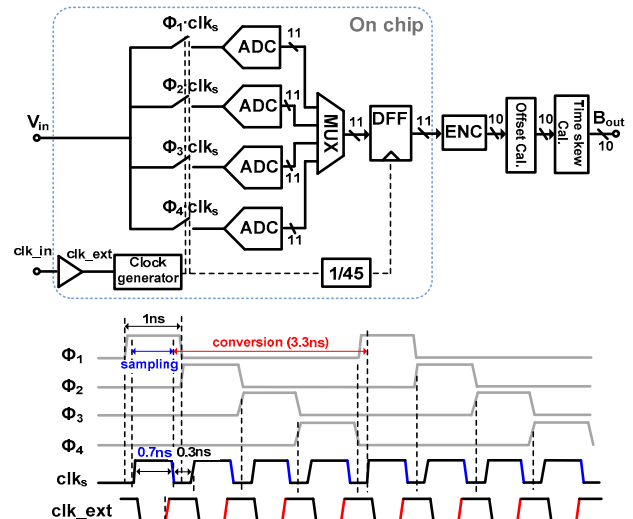 On chip
Φ1·clks
ADC
11
Φ2·clks
ADC
11
Vin
Φ3·clks
ADC
11
Φ4·clks
ADC
11
MUX
11
DFF
11
ENC
10
Offset Cal.
10
Time skew Cal.
Bout
10
clk_in
clk_ext
Clock generator
1/45
1ns
conversion (3.3ns)
sampling
Φ1
Φ2
Φ3
Φ4
0.7ns
0.3ns
clks
clk_ext